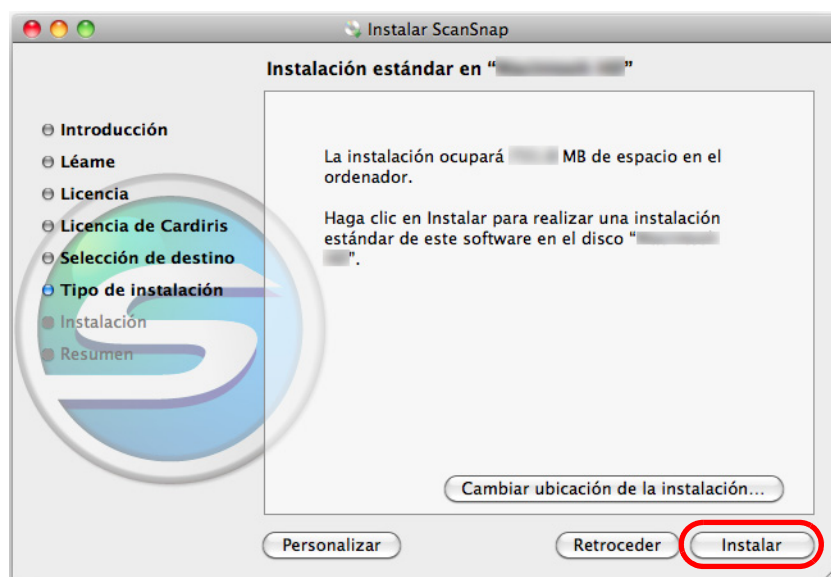 Instalar ScanSnap
Instalación estándar en “ ”
Introducción
Léame
Licencia
Licencia de Cardiris
Selección de destino
Tipo de instalación
Instalación
Resumen
La instalación ocupará MB de espacio en el
ordenador.
Haga clic en Instalar para realizar una instalación
estándar de este software en el disco “
”.
Cambiar ubicación de la instalación...
Personalizar
Retroceder
Instalar